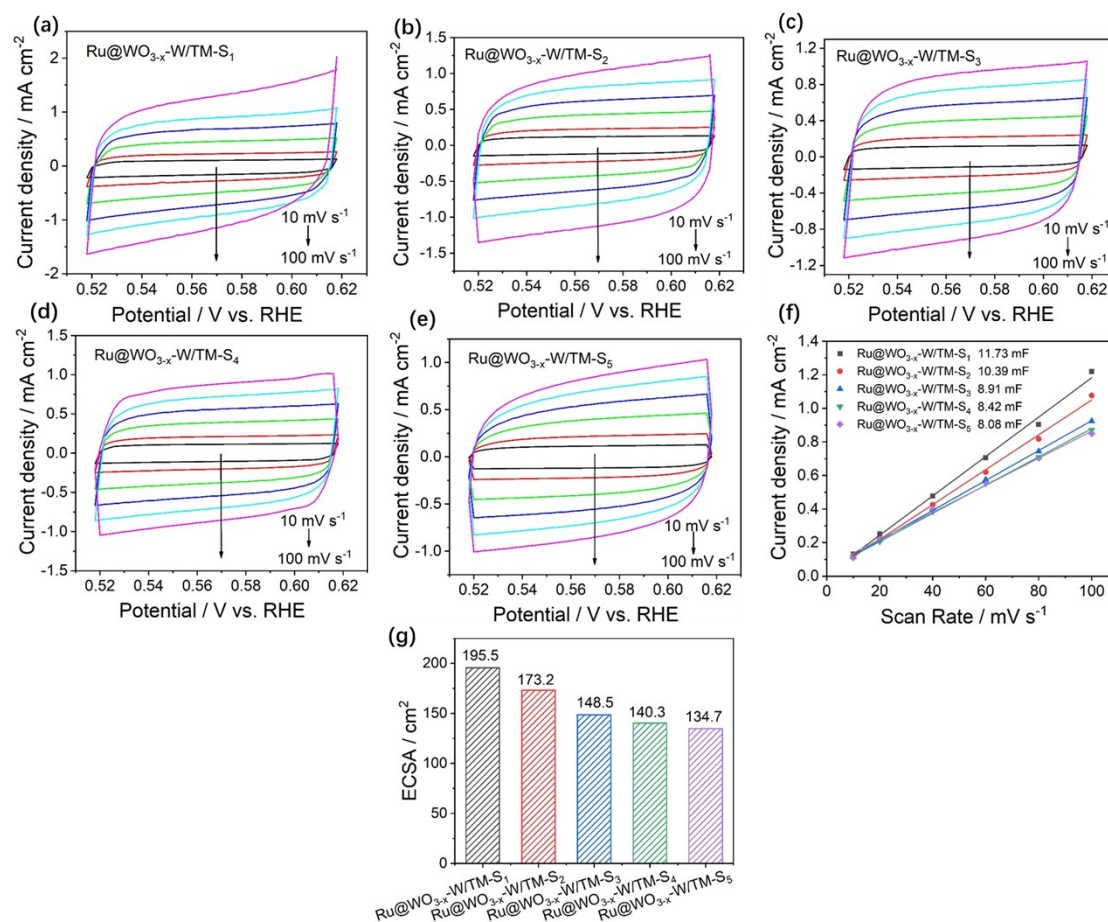 (a)
Ru@WO₃₋ₓ-W/TM-S₁
Current density / mA cm⁻²
2
1
0
-1
-2
10 mV s⁻¹
100 mV s⁻¹
0.52 0.54 0.56 0.58 0.60 0.62
Potential / V vs. RHE
(b)
Ru@WO₃₋ₓ-W/TM-S₂
Current density / mA cm⁻²
1.5
1.0
0.5
0.0
-0.5
-1.0
-1.5
10 mV s⁻¹
100 mV s⁻¹
0.52 0.54 0.56 0.58 0.60 0.62
Potential / V vs. RHE
(c)
Ru@WO₃₋ₓ-W/TM-S₃
Current density / mA cm⁻²
1.2
0.8
0.4
0.0
-0.4
-0.8
-1.2
10 mV s⁻¹
100 mV s⁻¹
0.52 0.54 0.56 0.58 0.60 0.62
Potential / V vs. RHE
(d)
Ru@WO₃₋ₓ-W/TM-S₄
Current density / mA cm⁻²
1.5
1.0
0.5
0.0
-0.5
-1.0
-1.5
10 mV s⁻¹
100 mV s⁻¹
0.52 0.54 0.56 0.58 0.60 0.62
Potential / V vs. RHE
(e)
Ru@WO₃₋ₓ-W/TM-S₅
Current density / mA cm⁻²
1.0
0.5
0.0
-0.5
-1.0
10 mV s⁻¹
100 mV s⁻¹
0.52 0.54 0.56 0.58 0.60 0.62
Potential / V vs. RHE
(f)
Current density / mA cm⁻²
1.4
1.2
1.0
0.8
0.6
0.4
0.2
0.0
Ru@WO₃₋ₓ-W/TM-S₁ 11.73 mF
Ru@WO₃₋ₓ-W/TM-S₂ 10.39 mF
Ru@WO₃₋ₓ-W/TM-S₃ 8.91 mF
Ru@WO₃₋ₓ-W/TM-S₄ 8.42 mF
Ru@WO₃₋ₓ-W/TM-S₅ 8.08 mF
0 20 40 60 80 100
Scan Rate / mV s⁻¹
(g)
ECSA / cm²
200
150
100
50
0
195.5
173.2
148.5
140.3
134.7
Ru@WO₃₋ₓ-W/TM-S₁
Ru@WO₃₋ₓ-W/TM-S₂
Ru@WO₃₋ₓ-W/TM-S₃
Ru@WO₃₋ₓ-W/TM-S₄
Ru@WO₃₋ₓ-W/TM-S₅